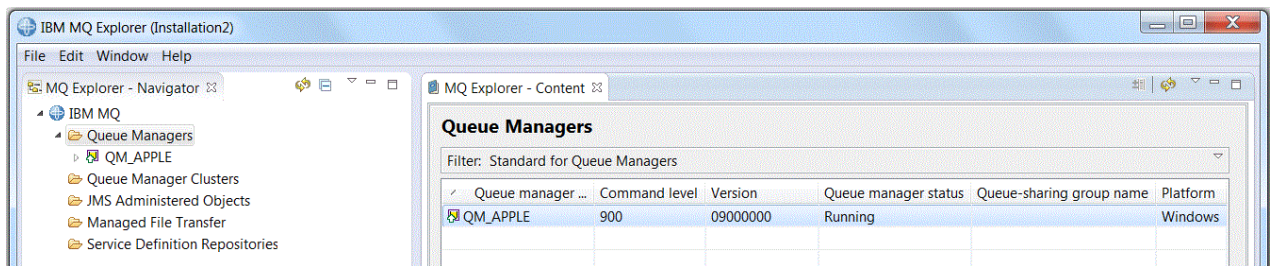 IBM MQ Explorer (Installation2)
File Edit Window Help
MQ Explorer - Navigator
IBM MQ
Queue Managers
QM_APPLE
Queue Manager Clusters
JMS Administered Objects
Managed File Transfer
Service Definition Repositories
MQ Explorer - Content
Queue Managers
Filter: Standard for Queue Managers
Queue manager ... Command level Version Queue manager status Queue-sharing group name Platform
QM_APPLE 900 09000000 Running Windows